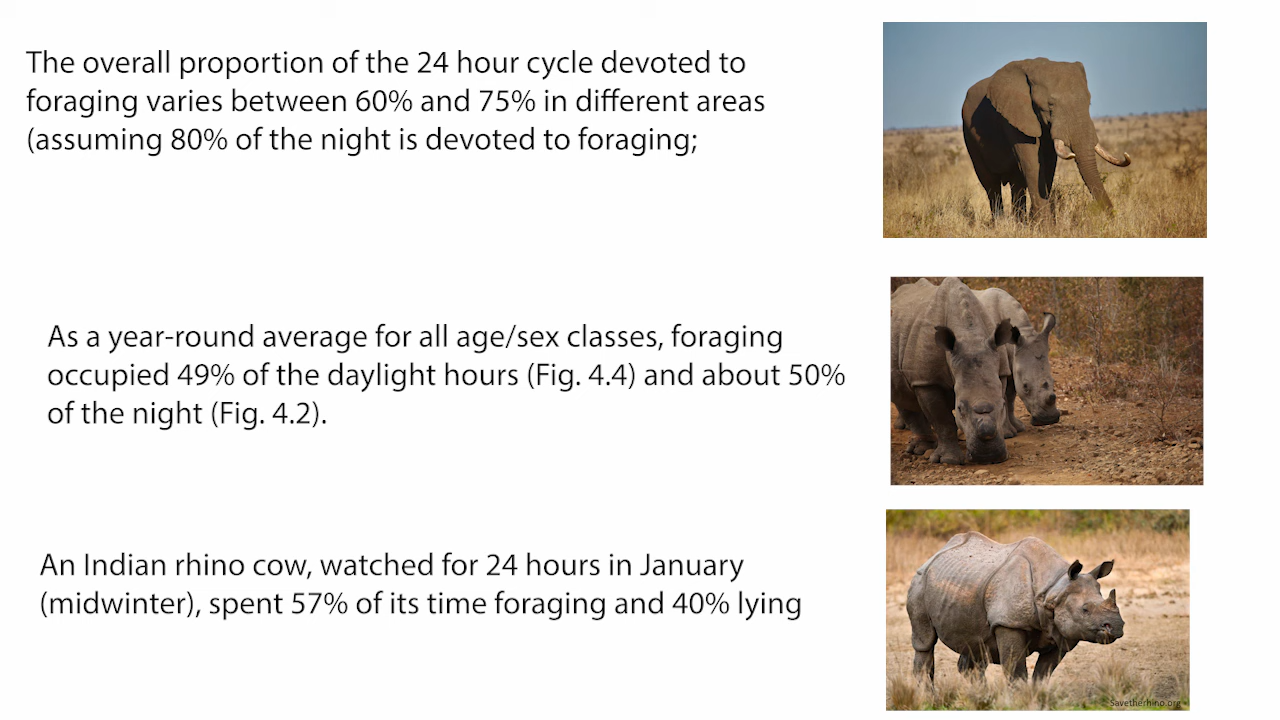 The overall proportion of the 24 hour cycle devoted to
foraging varies between 60% and 75% in different areas
(assuming 80% of the night is devoted to foraging;
As a year-round average for all age/sex classes, foraging
occupied 49% of the daylight hours (Fig. 4.4) and about 50%
of the night (Fig. 4.2).
An Indian rhino cow, watched for 24 hours in January
(midwinter), spent 57% of its time foraging and 40% lying
© Savetherhino.org